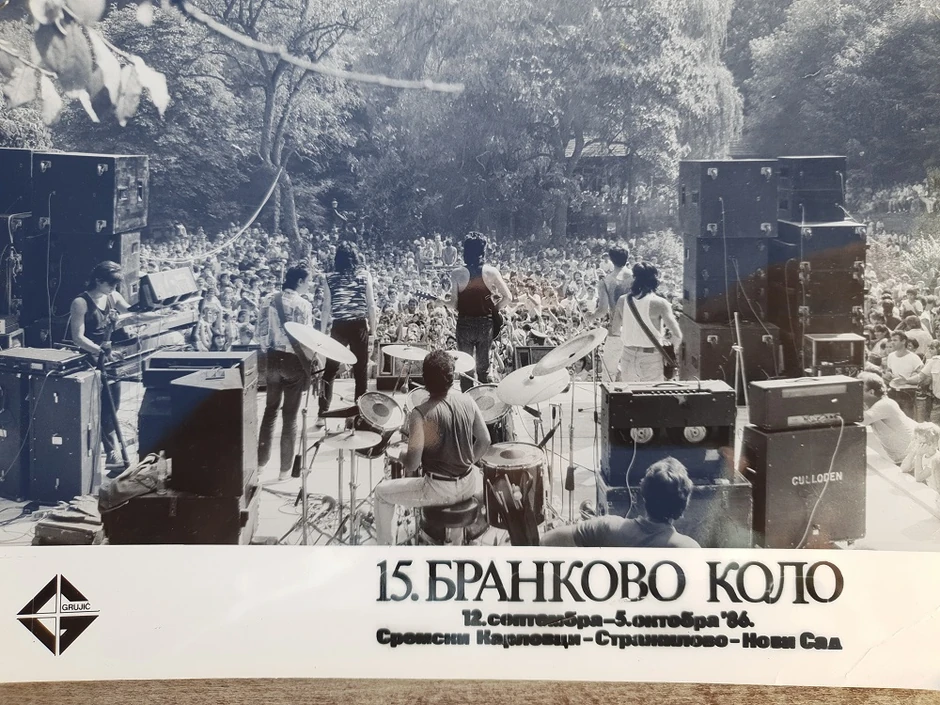 CULLODEN
GRUJIĆ
15. БРАНКОВО КОЛО
12. септембра–5. октобра '86.
Сремски Карловци–Стражилово–Нови Сад